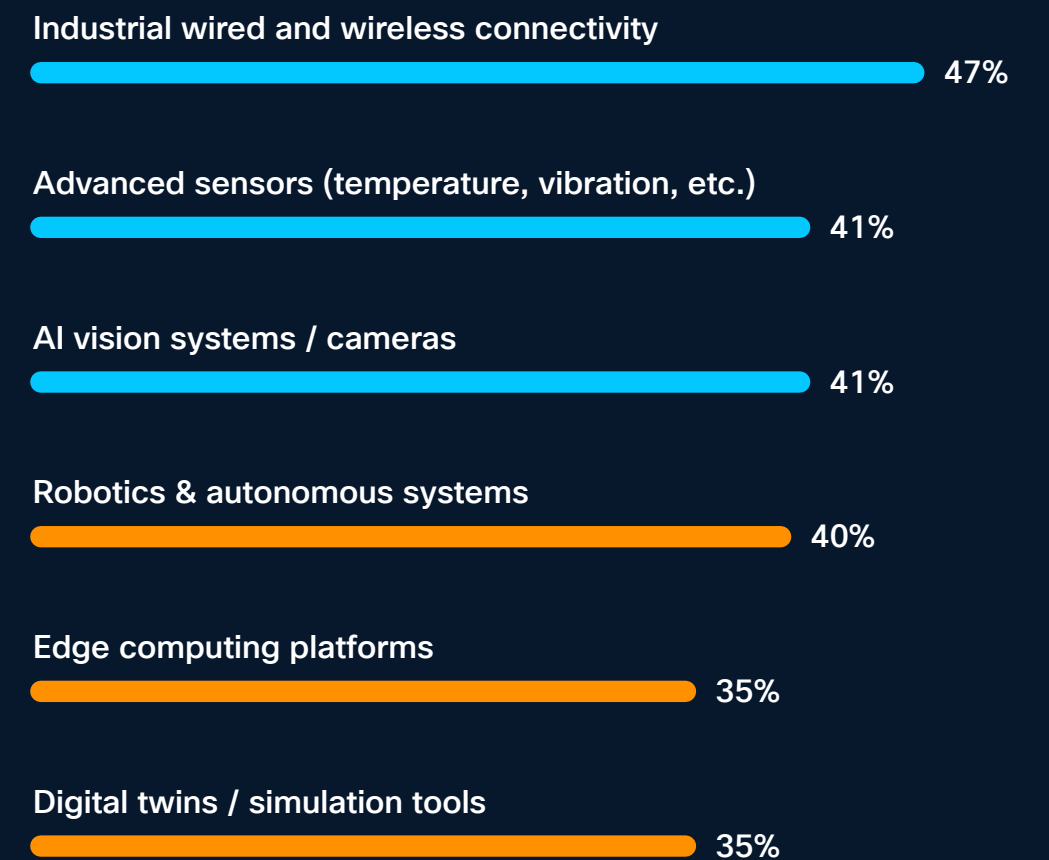 Industrial wired and wireless connectivity
47%
Advanced sensors (temperature, vibration, etc.)
41%
AI vision systems / cameras
41%
Robotics & autonomous systems
40%
Edge computing platforms
35%
Digital twins / simulation tools
35%